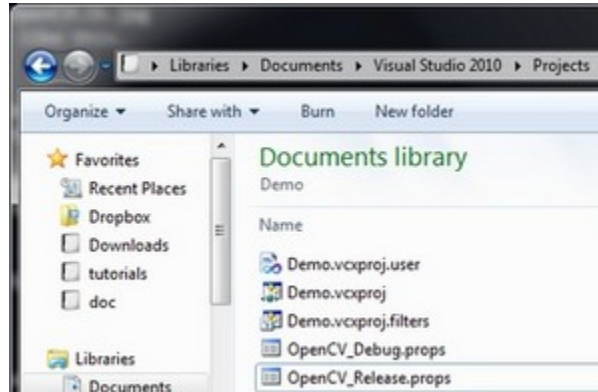 Libraries Documents Visual Studio 2010 Projects
Organize Share with Burn New folder
Favorites
Recent Places
Dropbox
Downloads
tutorials
doc
Libraries
Documents
Documents library
Demo
Name
Demo.vcxproj.user
Demo.vcxproj
Demo.vcxproj.filters
OpenCV_Debug.props
OpenCV_Release.props